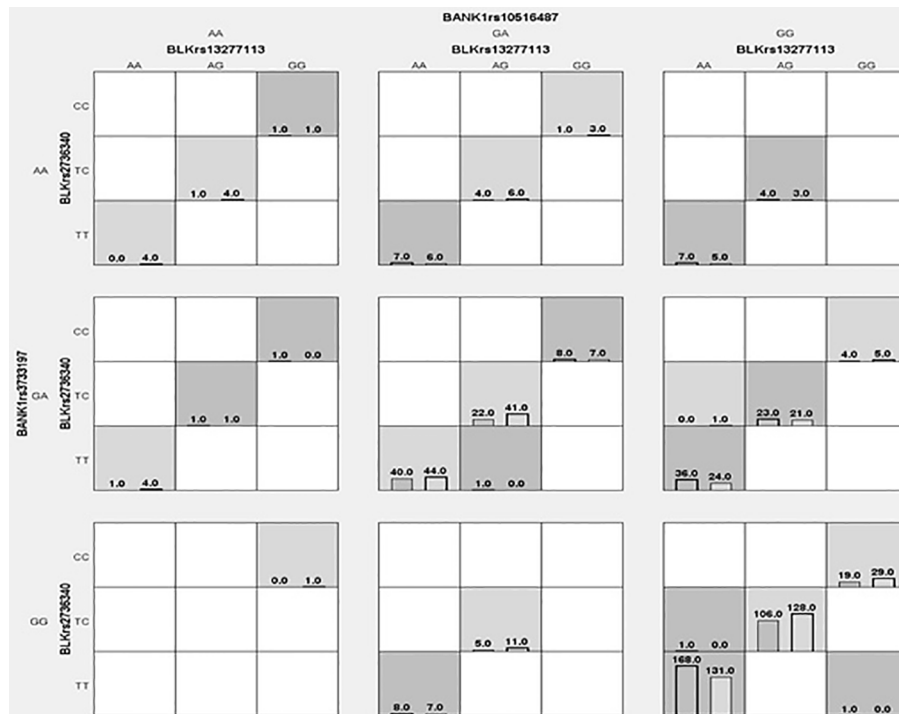 BANK1rs10516487
AA GA GG
BLKrs13277113 BLKrs13277113 BLKrs13277113
AA AG GG AA AG GG AA AG GG
BANK1rs3733197
AA
BLKrs2736340
CC
1.0 1.0 1.0 3.0
TC
1.0 4.0 4.0 6.0 4.0 3.0
TT
0.0 4.0 7.0 6.0 7.0 5.0
GA
BLKrs2736340
CC
1.0 0.0 8.0 7.0 4.0 5.0
TC
1.0 1.0 22.0 41.0 0.0 1.0 23.0 21.0
TT
1.0 4.0 40.0 44.0 1.0 0.0 36.0 24.0
GG
BLKrs2736340
CC
0.0 1.0 19.0 29.0
TC
5.0 11.0 1.0 0.0 106.0 128.0
TT
8.0 7.0 168.0 131.0 1.0 0.0